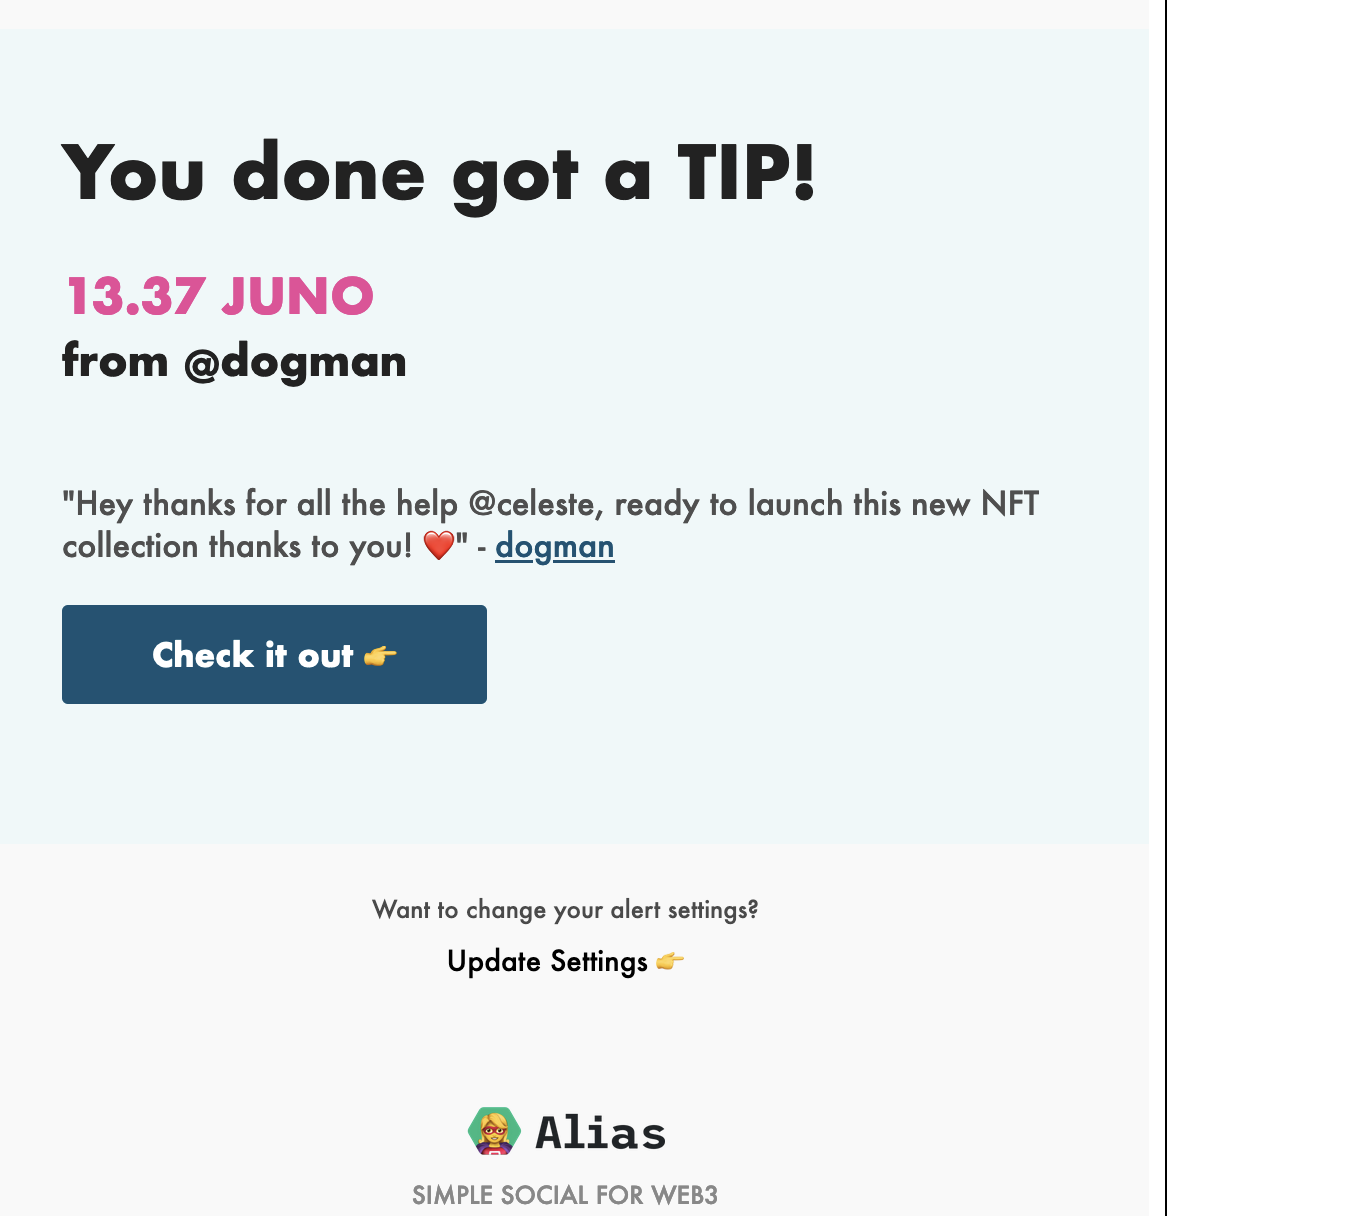 You done got a TIP!
13.37 JUNO
from @dogman
"Hey thanks for all the help @celeste, ready to launch this new NFT
collection thanks to you! ❤️" - dogman
Check it out 👉
Want to change your alert settings?
Update Settings 👉
Alias
SIMPLE SOCIAL FOR WEB3